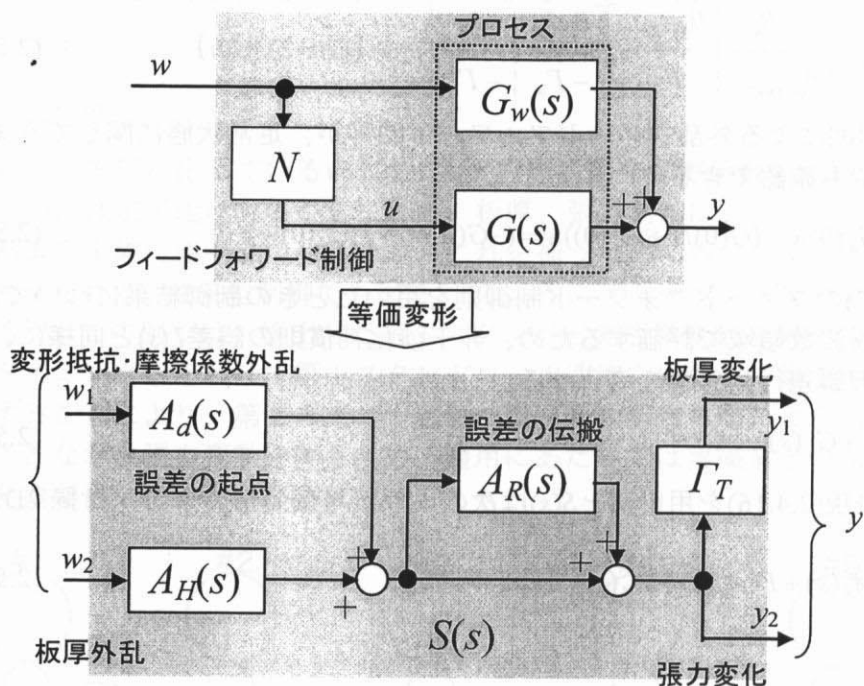 プロセス
w
G_w(s)
N
u
G(s)
+
+
y
フィードフォワード制御
等価変形
変形抵抗・摩擦係数外乱
板厚変化
w_1
A_d(s)
誤差の伝搬
y_1
誤差の起点
A_R(s)
Γ_T
y
w_2
A_H(s)
+
+
+
+
y_2
板厚外乱
S(s)
張力変化